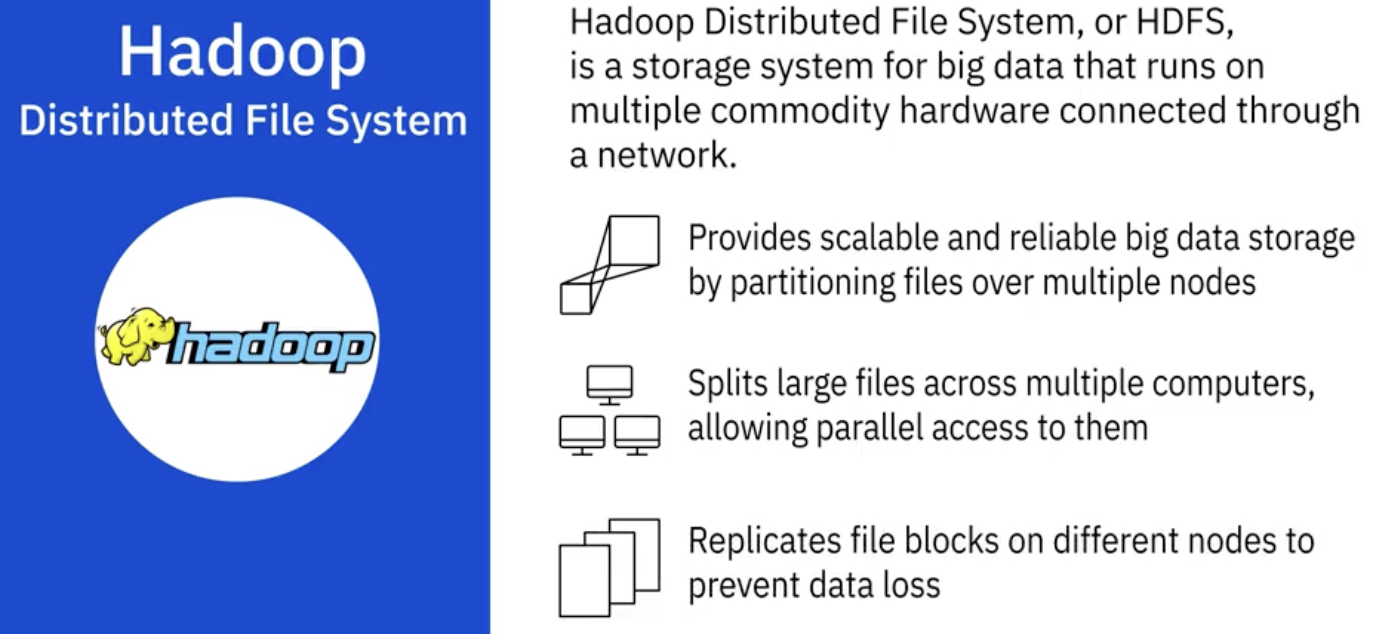 Hadoop
Distributed File System
hadoop
Hadoop Distributed File System, or HDFS,
is a storage system for big data that runs on
multiple commodity hardware connected through
a network.
Provides scalable and reliable big data storage
by partitioning files over multiple nodes
Splits large files across multiple computers,
allowing parallel access to them
Replicates file blocks on different nodes to
prevent data loss